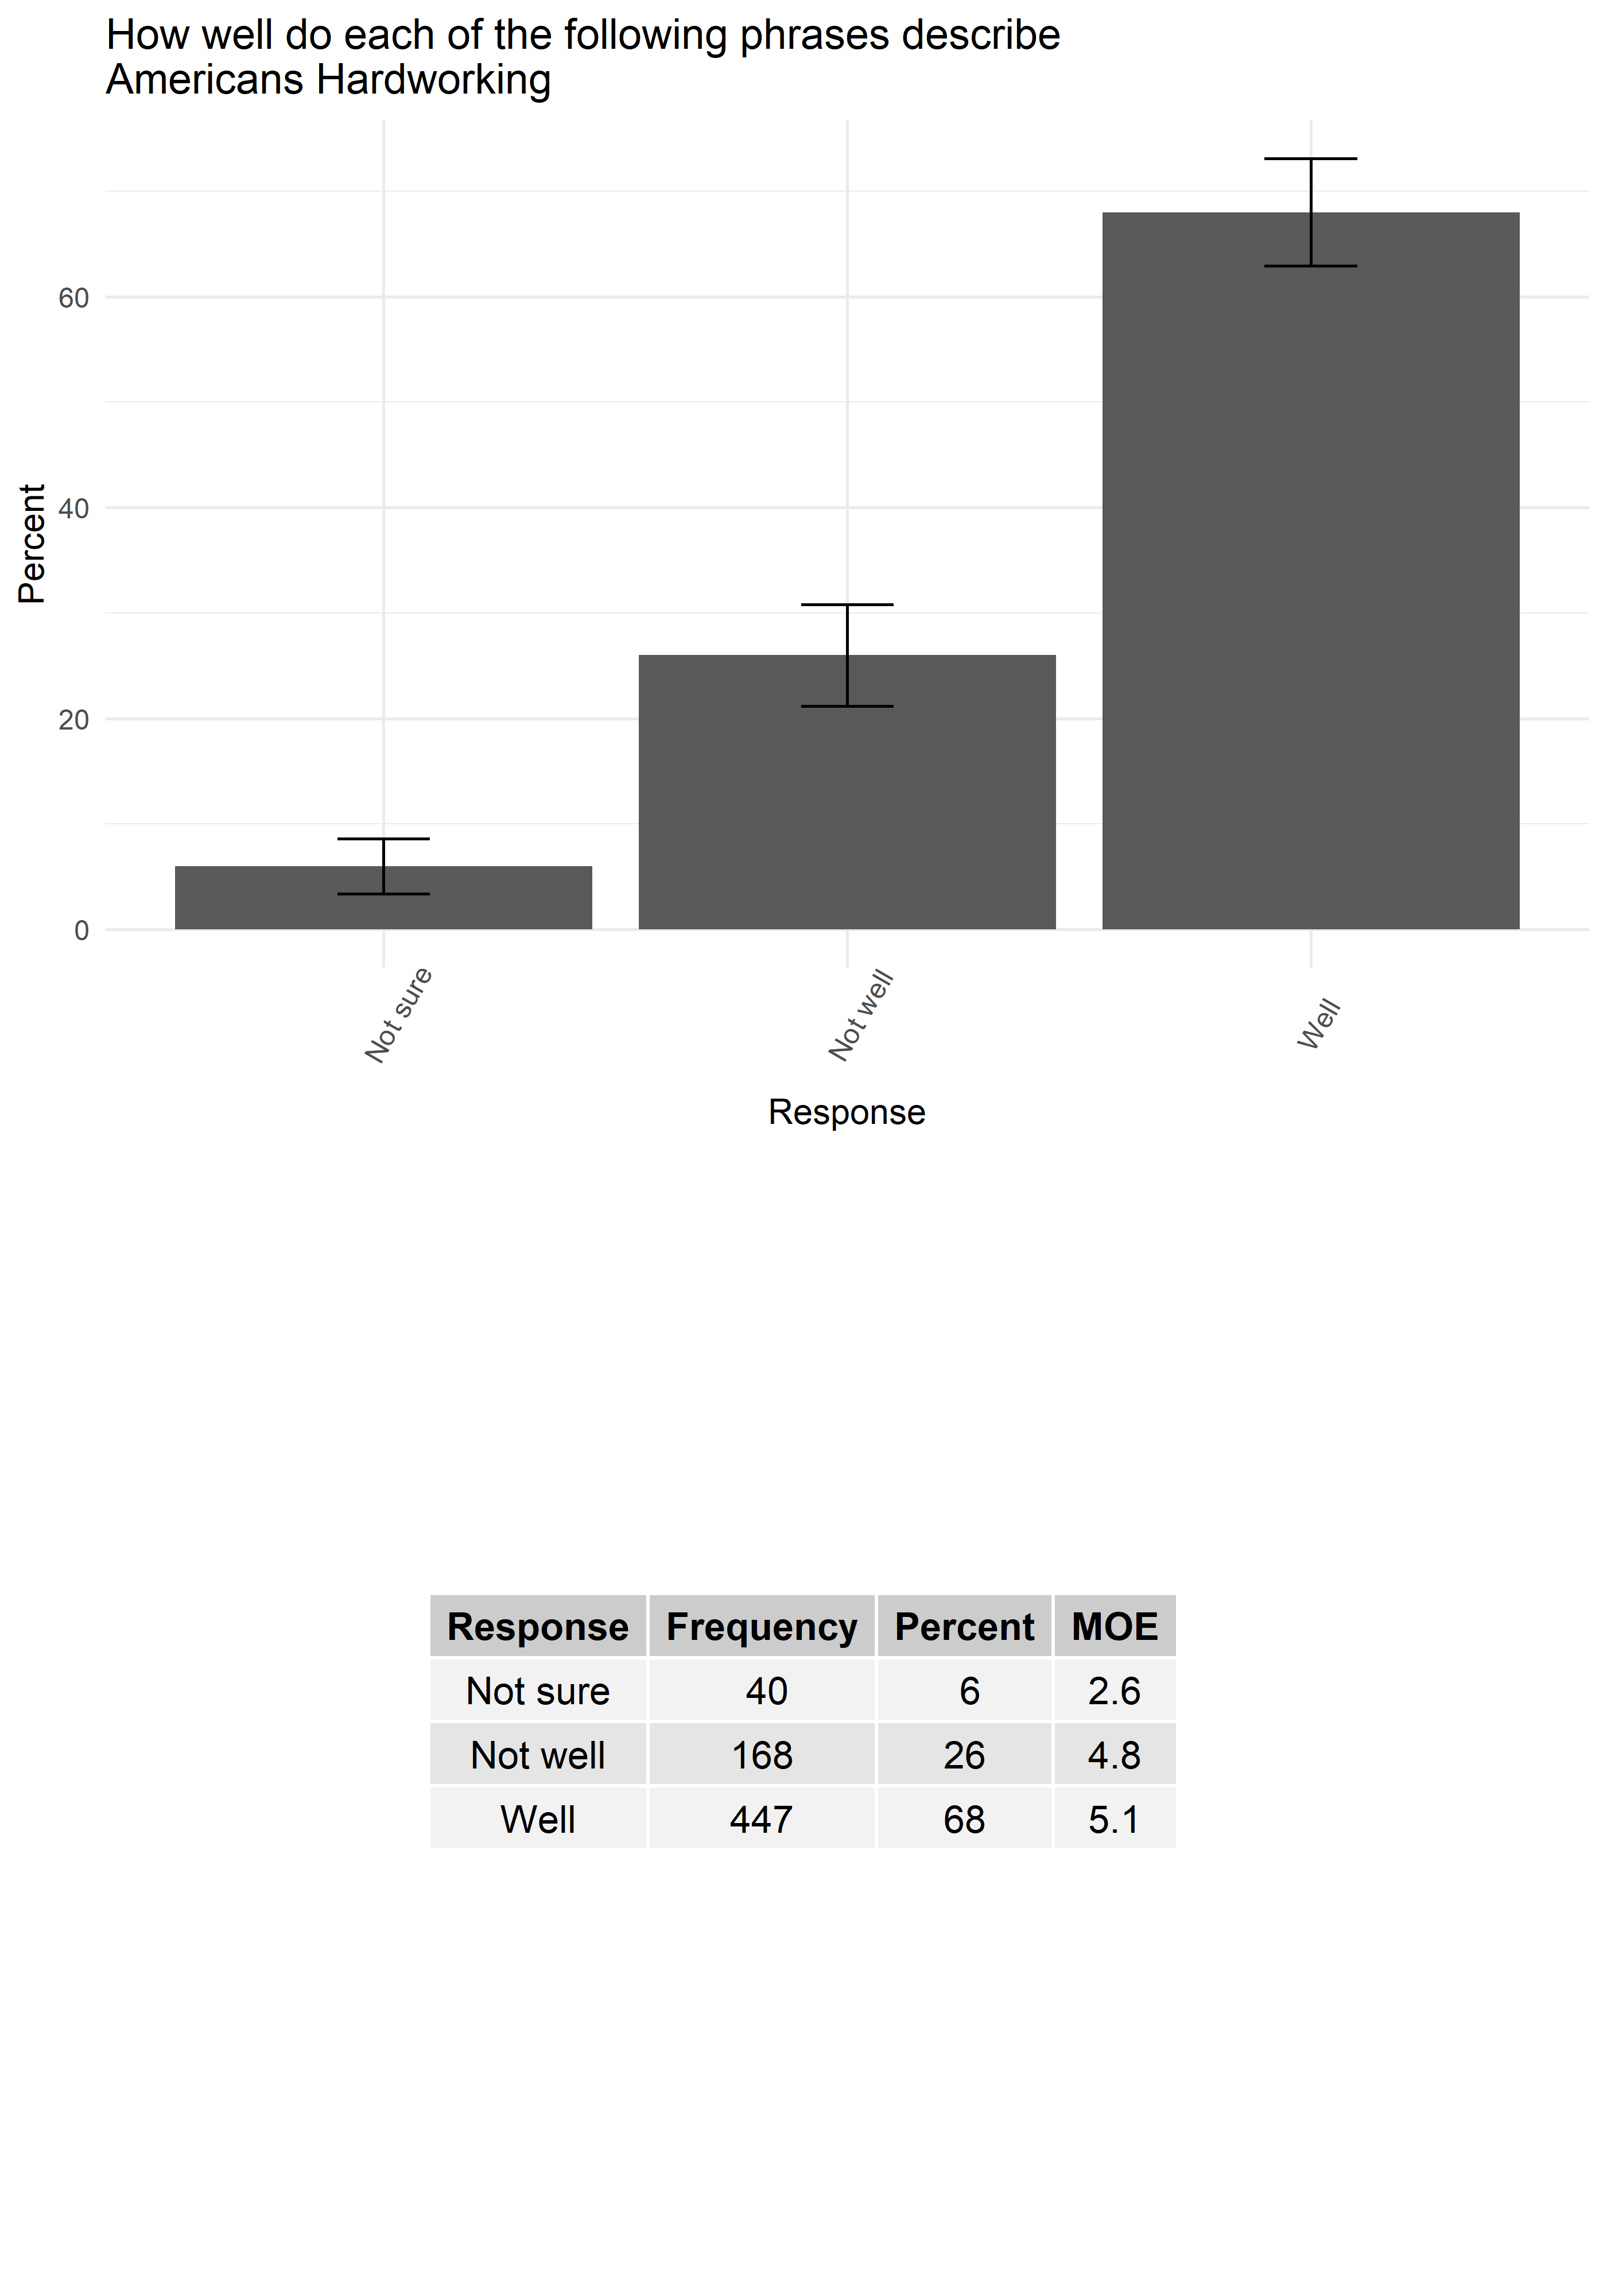 How well do each of the following phrases describe
Americans Hardworking
Percent
60
40
20
0
Not sure
Not well
Well
Response
Response Frequency Percent MOE
Not sure 40 6 2.6
Not well 168 26 4.8
Well 447 68 5.1